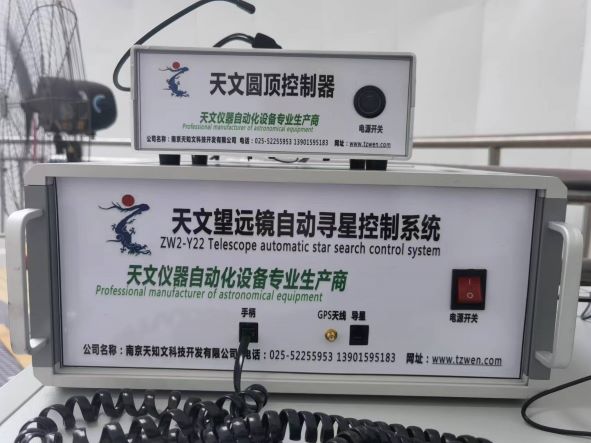 天文圆顶控制器
天文仪器自动化设备专业生产商
Professional manufacturer of astronomical equipment
电源开关
公司名称：南京天知文科技开发有限公司 电话：025-52255953 13901595183 网址：www.tzwen.com
天文望远镜自动寻星控制系统
ZW2-Y22 Telescope automatic star search control system
天文仪器自动化设备专业生产商
Professional manufacturer of astronomical equipment
手柄
GPS天线 导星
电源开关
公司名称：南京天知文科技开发有限公司 电话：025-52255953 13901595183 网址：www.tzwen.com